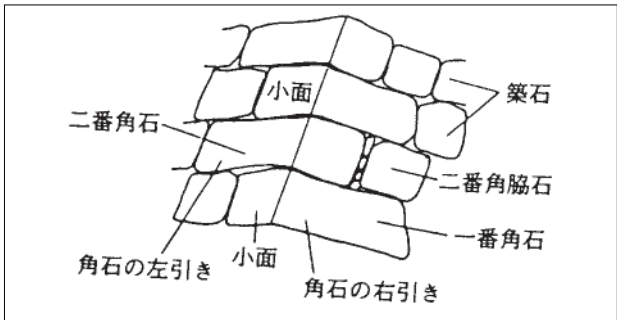 小面
築石
二番角石
二番角脇石
一番角石
小面
角石の左引き
角石の右引き